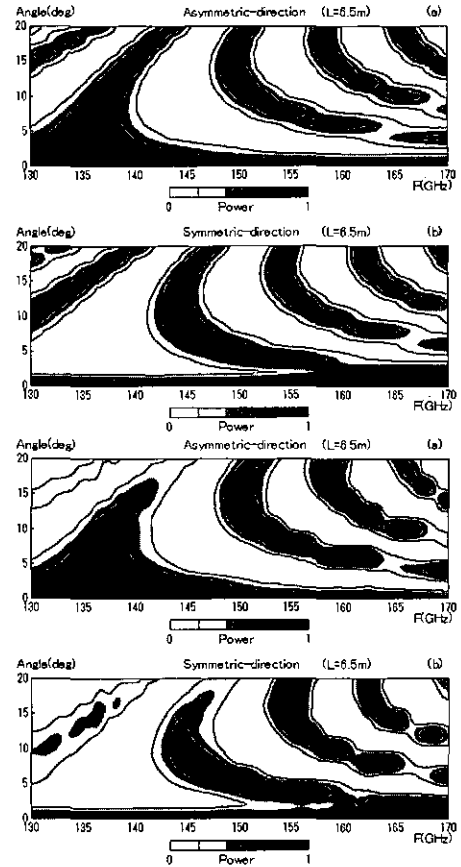 Angle(deg) Asymmetric-direction (L=6.5m) (a)
20
15
10
5
0
130 135 140 145 150 155 160 165 170
F(GHz)
0 Power 1
Angle(deg) Symmetric-direction (L=6.5m) (b)
20
15
10
5
0
130 135 140 145 150 155 160 165 170
F(GHz)
0 Power 1
Angle(deg) Asymmetric-direction (L=6.5m) (a)
20
15
10
5
0
130 135 140 145 150 155 160 165 170
F(GHz)
0 Power 1
Angle(deg) Symmetric-direction (L=6.5m) (b)
20
15
10
5
0
130 135 140 145 150 155 160 165 170
F(GHz)
0 Power 1